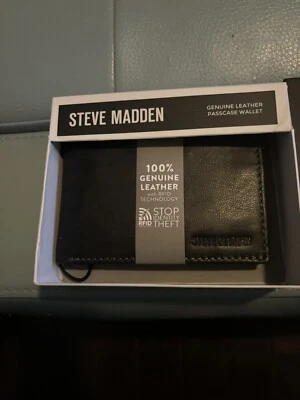 STEVE MADDEN
GENUINE LEATHER
PASSCASE WALLET
100%
GENUINE
LEATHER
with RFID
TECHNOLOGY
RFID
STOP
IDENTITY
THEFT
STEVE MADDEN